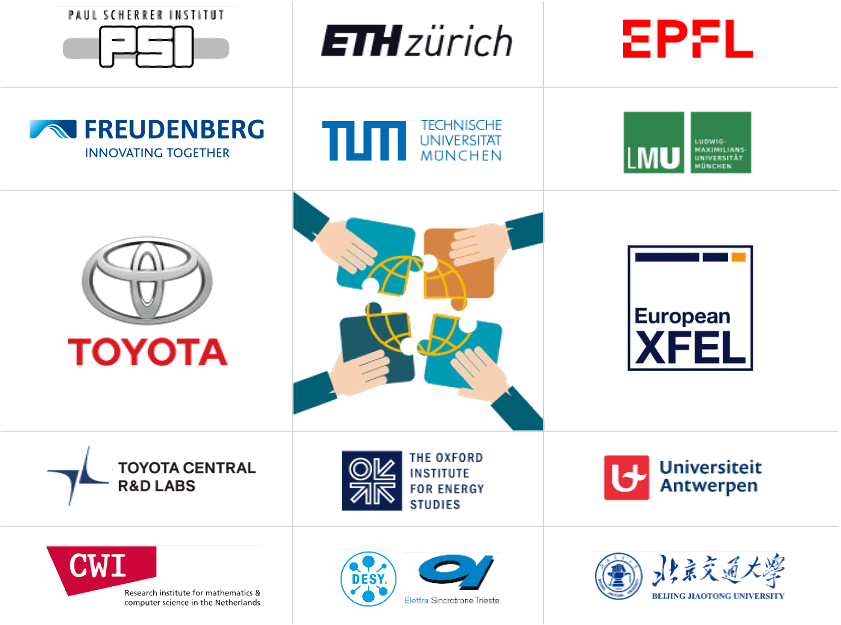 PAUL SCHERRER INSTITUT
PSI
ETH zürich
EPFL
FREUDENBERG
INNOVATING TOGETHER
TUM
TECHNISCHE
UNIVERSITÄT
MÜNCHEN
LMU
LUDWIG-
MAXIMILIANS-
UNIVERSITÄT
MÜNCHEN
TOYOTA
European
XFEL
TOYOTA CENTRAL
R&D LABS
THE OXFORD
INSTITUTE
FOR ENERGY
STUDIES
Universiteit
Antwerpen
CWI
Research institute for mathematics &
computer science in the Netherlands
DESY.
Elettra Sincrotrone Trieste
北京交通大学
BEIJING JIAOTONG UNIVERSITY